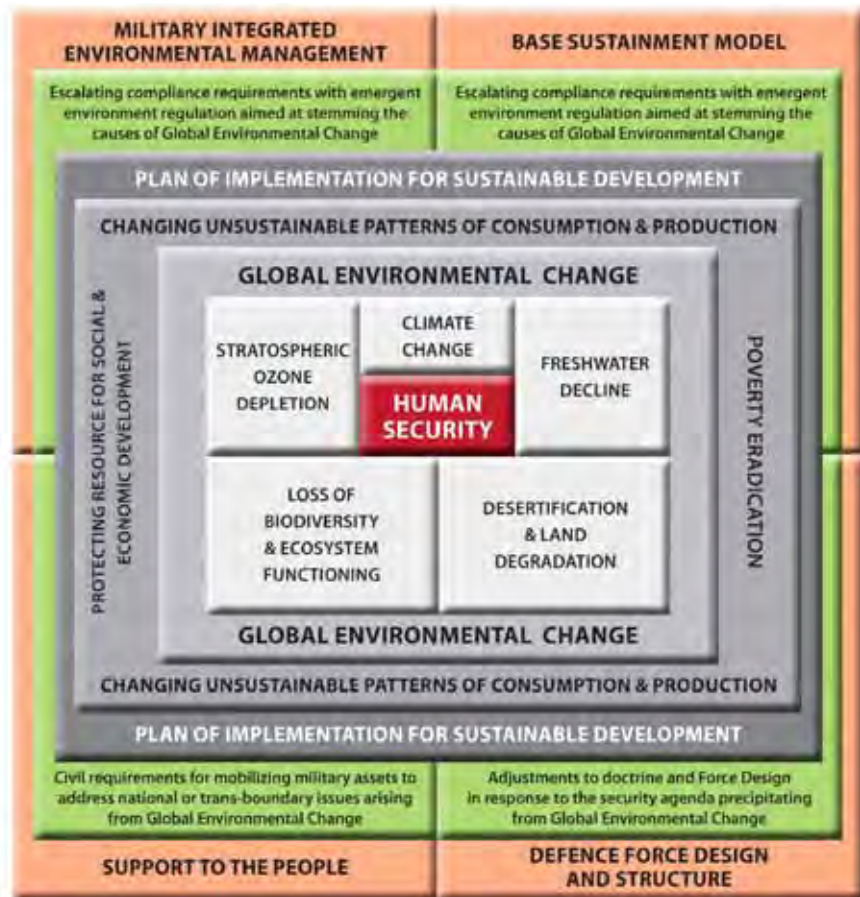 MILITARY INTEGRATED
ENVIRONMENTAL MANAGEMENT
BASE SUSTAINMENT MODEL
Escalating compliance requirements with emergent
environment regulation aimed at stemming the
causes of Global Environmental Change
Escalating compliance requirements with emergent
environment regulation aimed at stemming the
causes of Global Environmental Change
PLAN OF IMPLEMENTATION FOR SUSTAINABLE DEVELOPMENT
CHANGING UNSUSTAINABLE PATTERNS OF CONSUMPTION & PRODUCTION
GLOBAL ENVIRONMENTAL CHANGE
PROTECTING RESOURCE FOR SOCIAL &
ECONOMIC DEVELOPMENT
STRATOSPHERIC
OZONE
DEPLETION
CLIMATE
CHANGE
HUMAN
SECURITY
FRESHWATER
DECLINE
POVERTY ERADICATION
LOSS OF
BIODIVERSITY
& ECOSYSTEM
FUNCTIONING
DESERTIFICATION
& LAND
DEGRADATION
GLOBAL ENVIRONMENTAL CHANGE
CHANGING UNSUSTAINABLE PATTERNS OF CONSUMPTION & PRODUCTION
PLAN OF IMPLEMENTATION FOR SUSTAINABLE DEVELOPMENT
Civil requirements for mobilizing military assets to
address national or trans-boundary issues arising
from Global Environmental Change
Adjustments to doctrine and Force Design
in response to the security agenda precipitating
from Global Environmental Change
SUPPORT TO THE PEOPLE
DEFENCE FORCE DESIGN
AND STRUCTURE